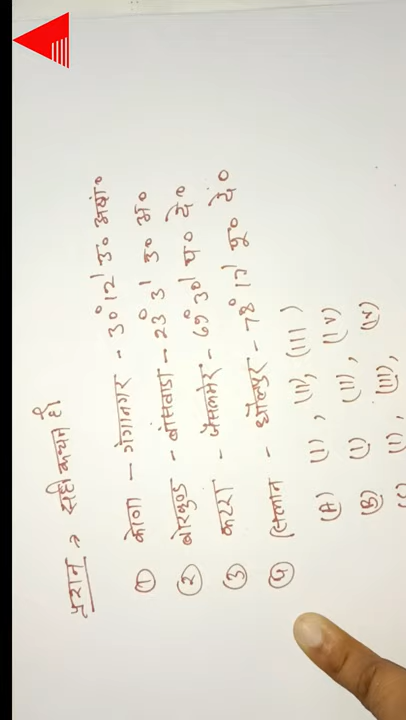 प्रश्न → सही कथन है।
① कोणा – गंगानगर – 30°12' उ० अक्षां०
② बोरकुण्ड – बांसवाडा – 23°3' उ० अ०
③ कटरा – जैसलमेर – 69°30' प० दे०
④ सिलान – धौलपुर – 78°17' पू० दे०
(A) (I), (II), (III)
(B) (I) (II), (IV)
(C) (I), (III), (IV)